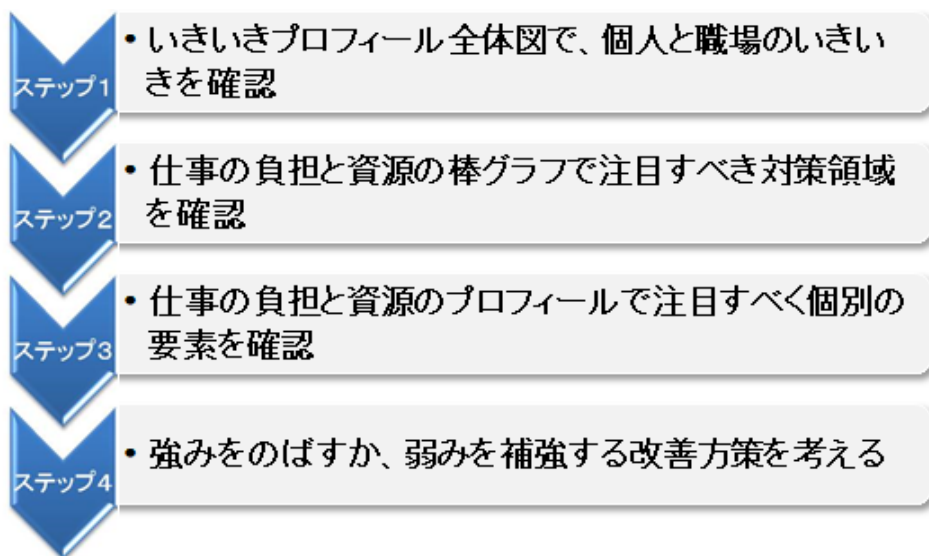 ステップ1
• いきいきプロフィール全体図で、個人と職場のいきい
きを確認
ステップ2
• 仕事の負担と資源の棒グラフで注目すべき対策領域
を確認
ステップ3
• 仕事の負担と資源のプロフィールで注目すべく個別の
要素を確認
ステップ4
• 強みをのばすか、弱みを補強する改善方策を考える